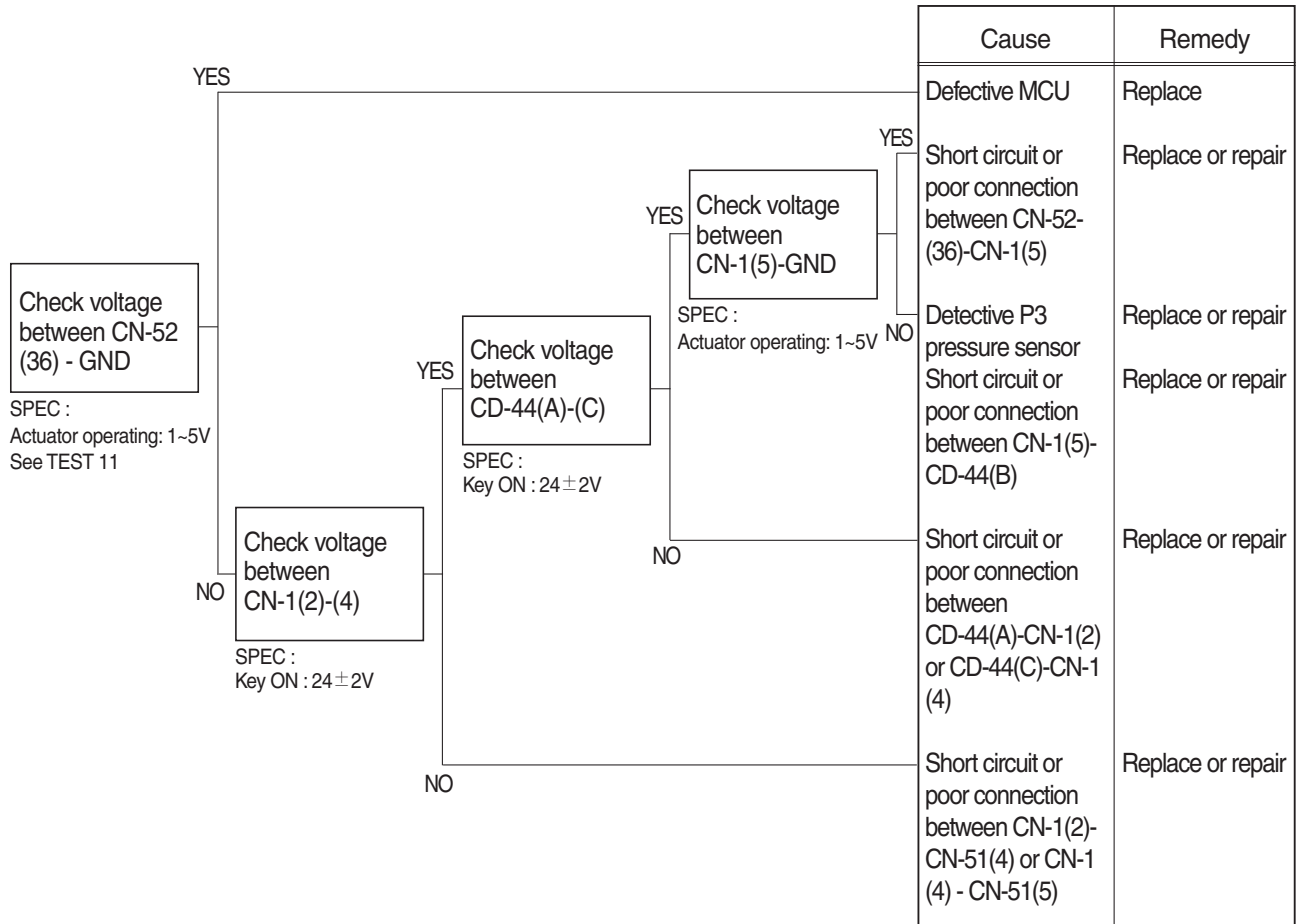 Cause
Remedy
YES
Defective MCU
Replace
YES
Short circuit or
poor connection
between CN-52-
(36)-CN-1(5)
Replace or repair
YES
Check voltage
between
CN-1(5)-GND
SPEC :
Actuator operating: 1~5V
NO
Detective P3
pressure sensor
Replace or repair
Short circuit or
poor connection
between CN-1(5)-
CD-44(B)
Replace or repair
Check voltage
between CN-52
(36) - GND
SPEC :
Actuator operating: 1~5V
See TEST 11
YES
Check voltage
between
CD-44(A)-(C)
SPEC :
Key ON : 24±2V
NO
Short circuit or
poor connection
between
CD-44(A)-CN-1(2)
or CD-44(C)-CN-1
(4)
Replace or repair
NO
Check voltage
between
CN-1(2)-(4)
SPEC :
Key ON : 24±2V
NO
Short circuit or
poor connection
between CN-1(2)-
CN-51(4) or CN-1
(4) - CN-51(5)
Replace or repair